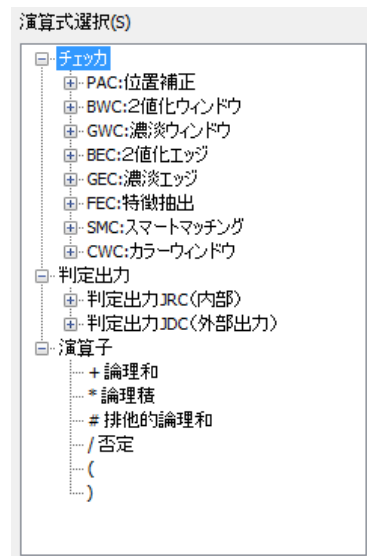 演算式選択(S)
チェッカ
PAC:位置補正
BWC:2値化ウィンドウ
GWC:濃淡ウィンドウ
BEC:2値化エッジ
GEC:濃淡エッジ
FEC:特徴抽出
SMC:スマートマッチング
CWC:カラーウィンドウ
判定出力
判定出力JRC(内部)
判定出力JDC(外部出力)
演算子
+ 論理和
* 論理積
# 排他的論理和
/ 否定
(
)